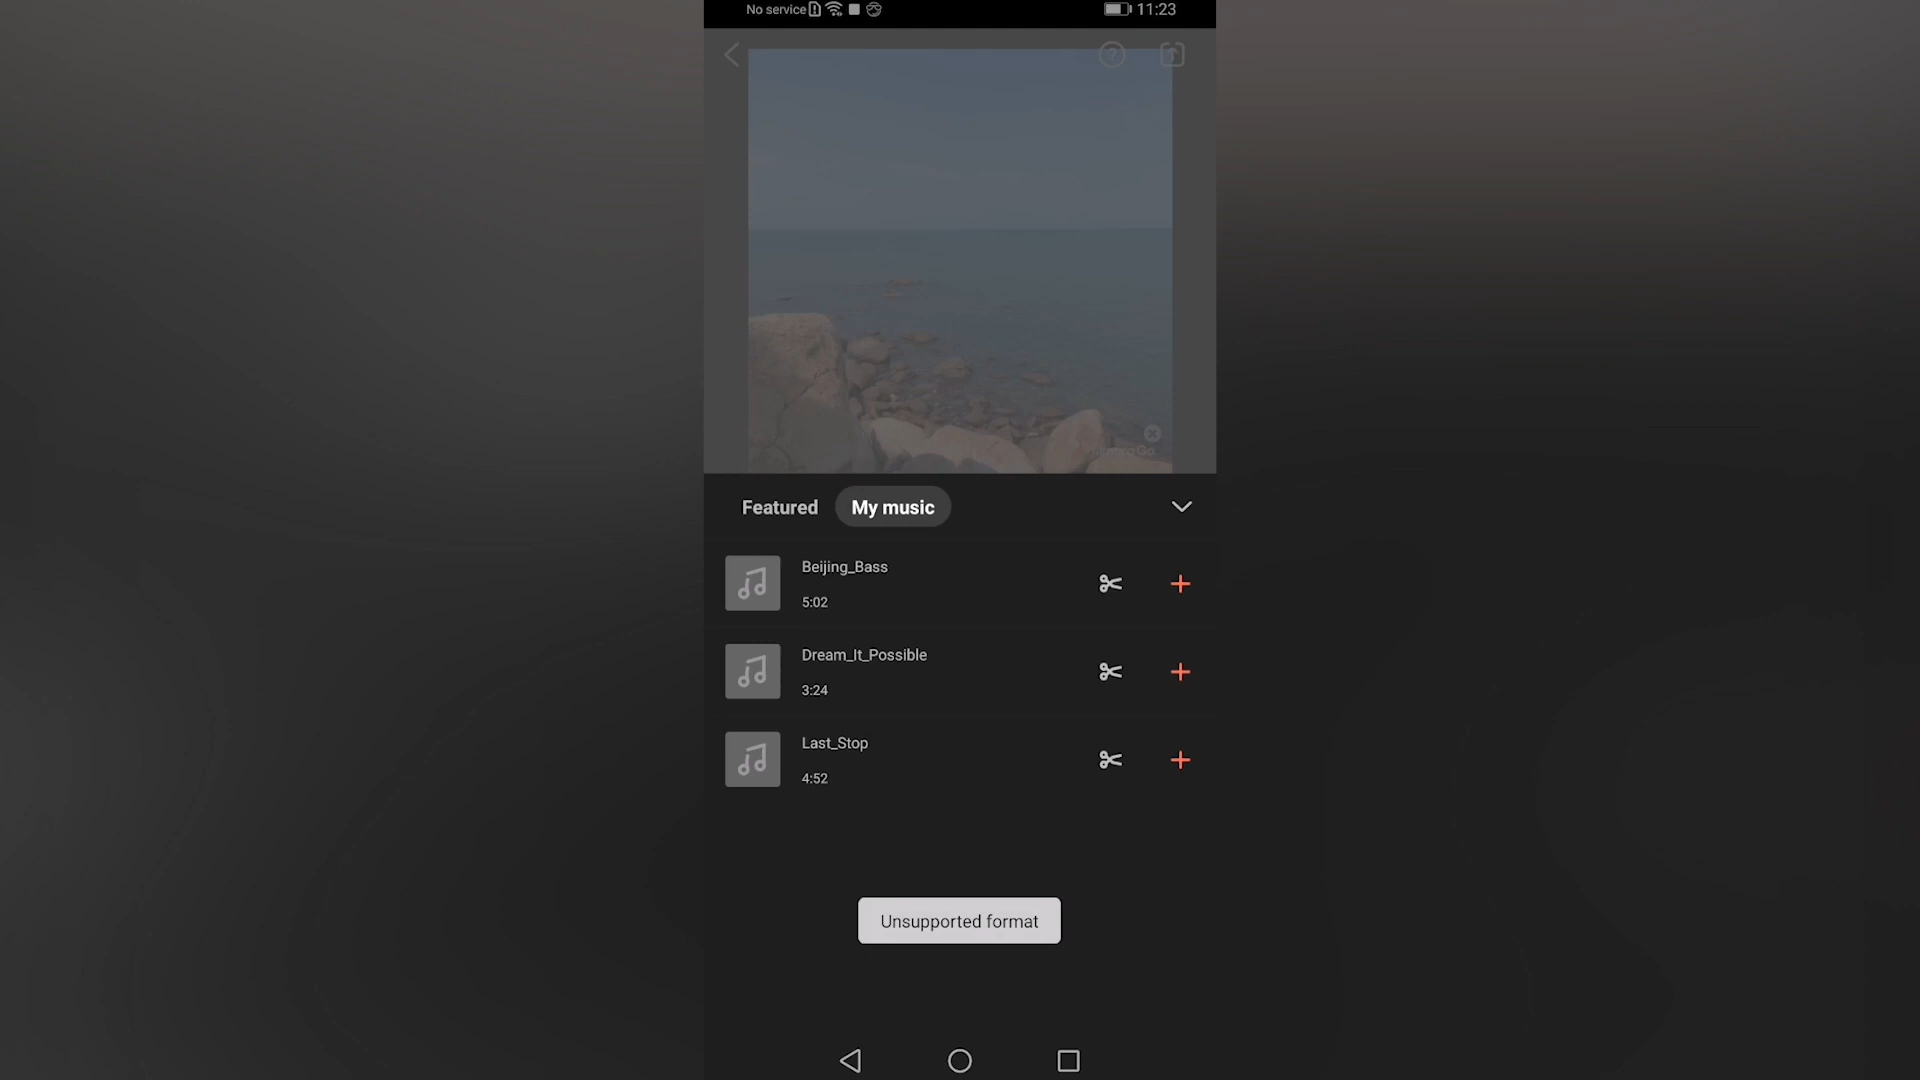 No service
11:23
Featured
My music
Beijing_Bass
5:02
Dream_It_Possible
3:24
Last_Stop
4:52
Unsupported format